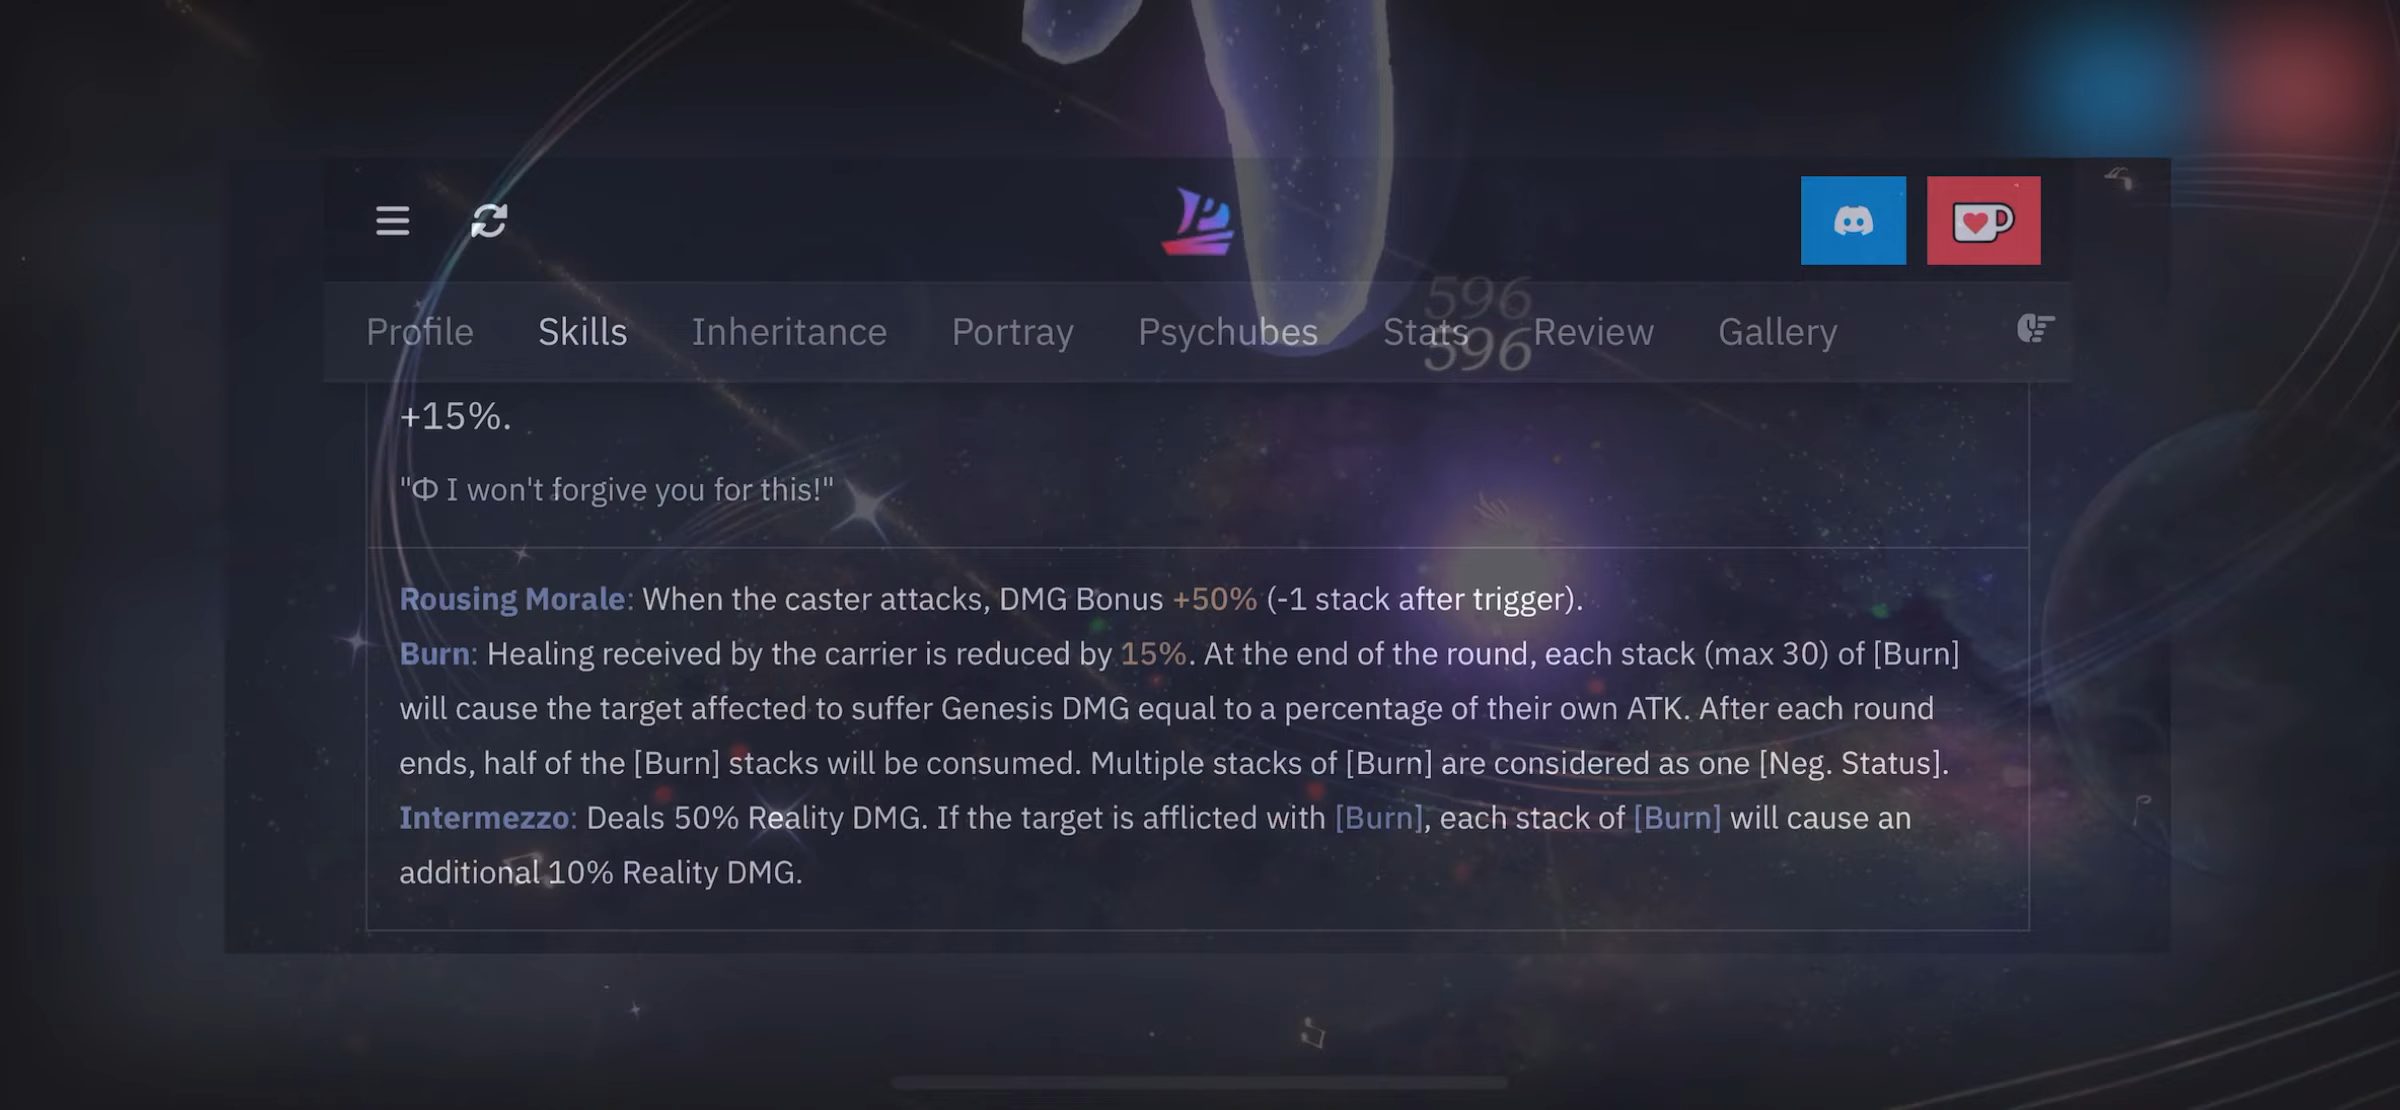 596
Profile Skills Inheritance Portray Psychubes Stats Review Gallery
596
+15%.
"Φ I won't forgive you for this!"
Rousing Morale: When the caster attacks, DMG Bonus +50% (-1 stack after trigger).
Burn: Healing received by the carrier is reduced by 15%. At the end of the round, each stack (max 30) of [Burn]
will cause the target affected to suffer Genesis DMG equal to a percentage of their own ATK. After each round
ends, half of the [Burn] stacks will be consumed. Multiple stacks of [Burn] are considered as one [Neg. Status].
Intermezzo: Deals 50% Reality DMG. If the target is afflicted with [Burn], each stack of [Burn] will cause an
additional 10% Reality DMG.